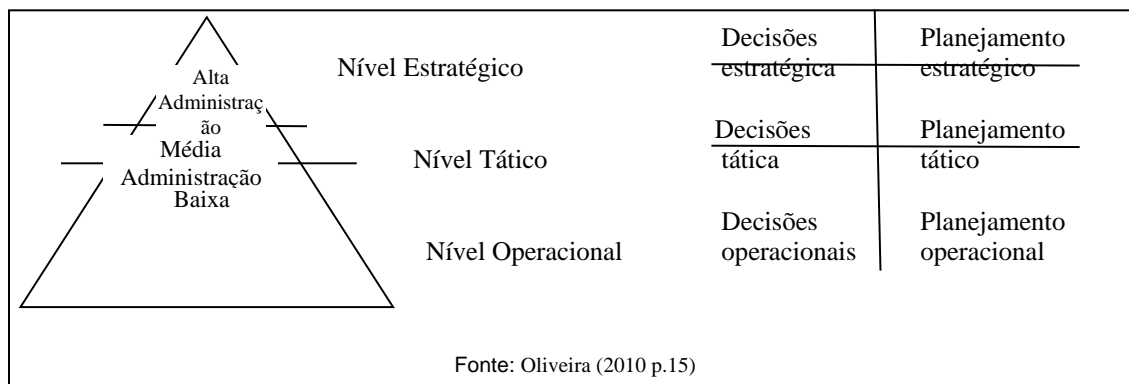 Alta
Administraç
ão
Média
Administração
Baixa
Nível Estratégico
Decisões
estratégica
Planejamento
estratégico
Nível Tático
Decisões
tática
Planejamento
tático
Nível Operacional
Decisões
operacionais
Planejamento
operacional
Fonte: Oliveira (2010 p.15)